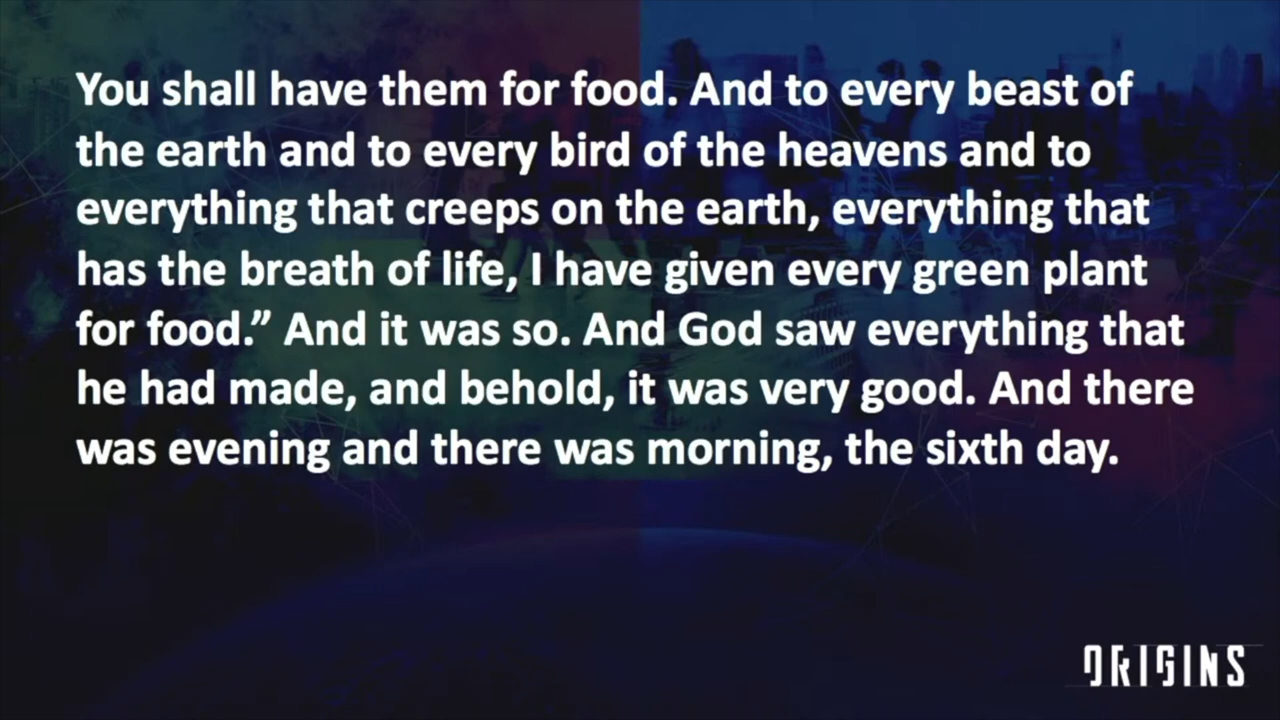 You shall have them for food. And to every beast of
the earth and to every bird of the heavens and to
everything that creeps on the earth, everything that
has the breath of life, I have given every green plant
for food.” And it was so. And God saw everything that
he had made, and behold, it was very good. And there
was evening and there was morning, the sixth day.
ORIGINS